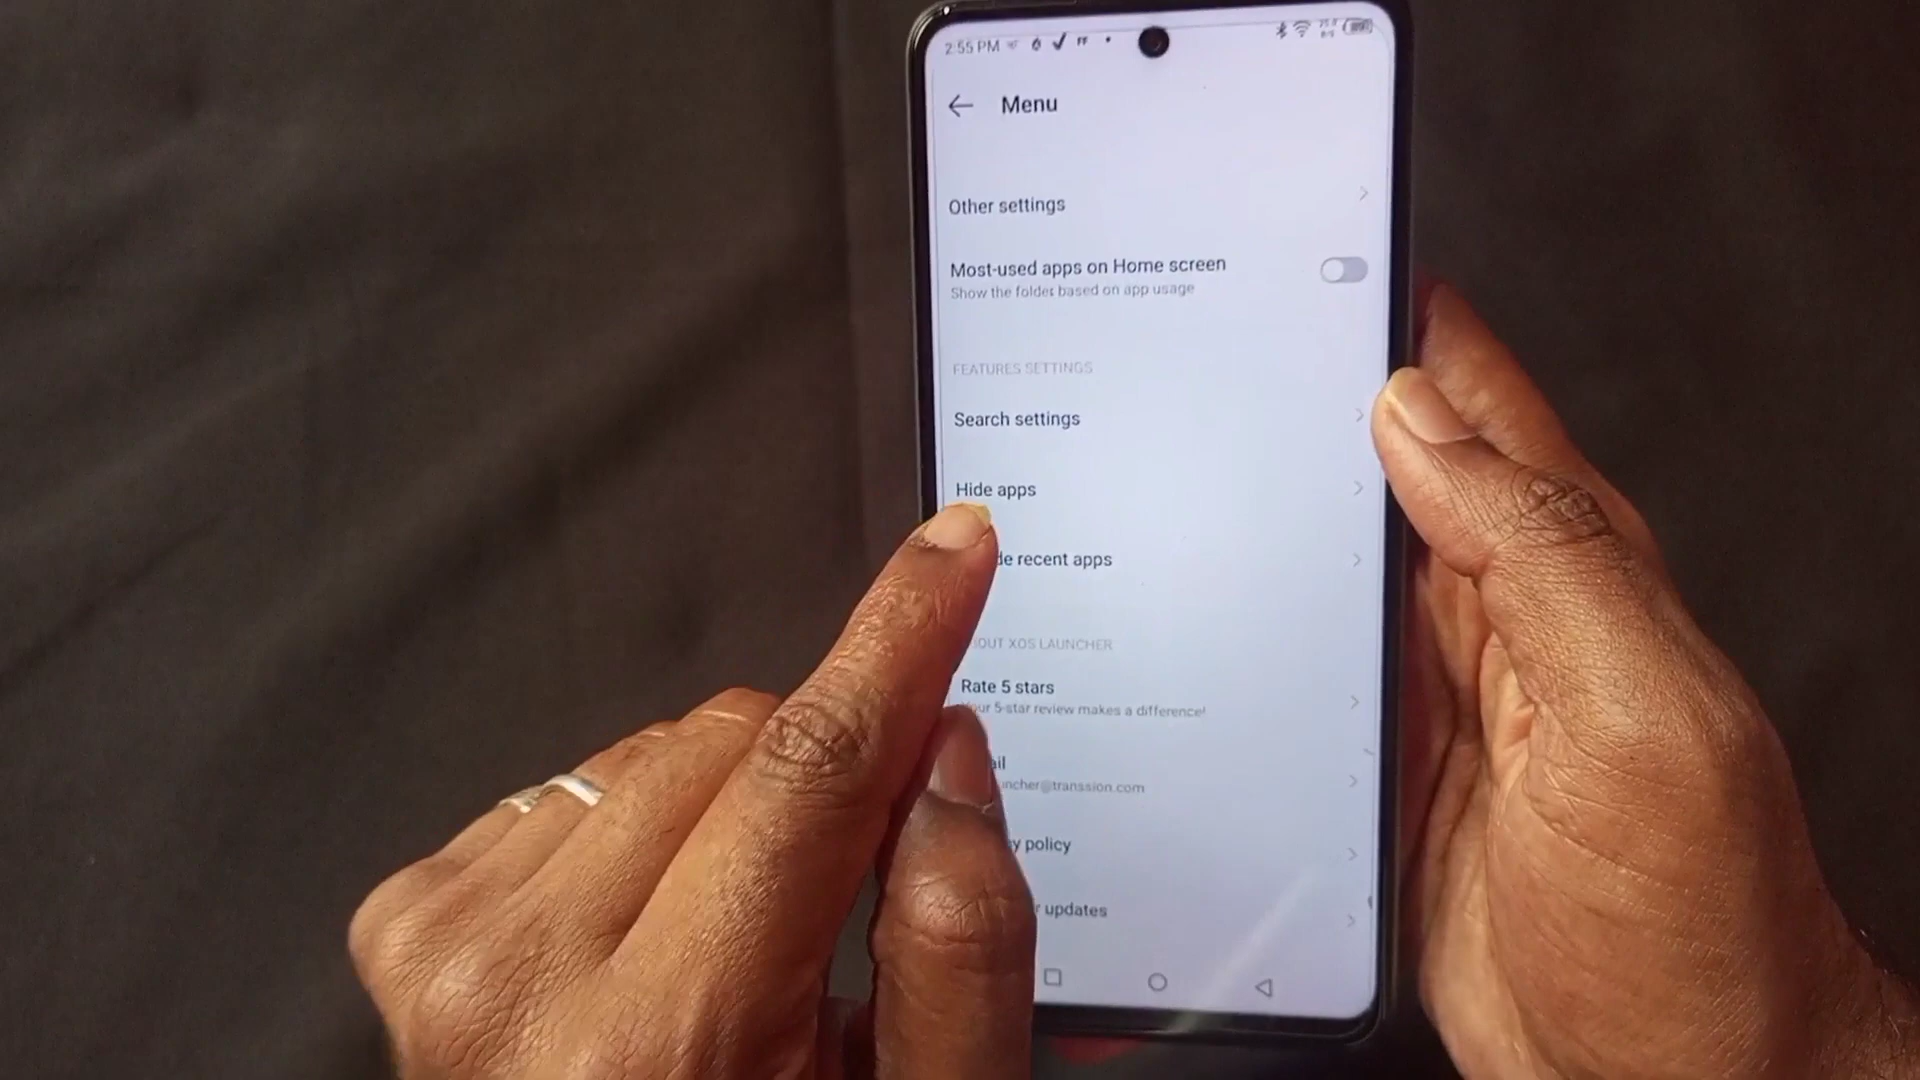 2:55 PM
Menu
Other settings
Most-used apps on Home screen
Show the folder based on app usage
FEATURES SETTINGS
Search settings
Hide apps
de recent apps
OUT XOS LAUNCHER
Rate 5 stars
our 5-star review makes a difference!
ail
ncher@transsion.com
y policy
r updates